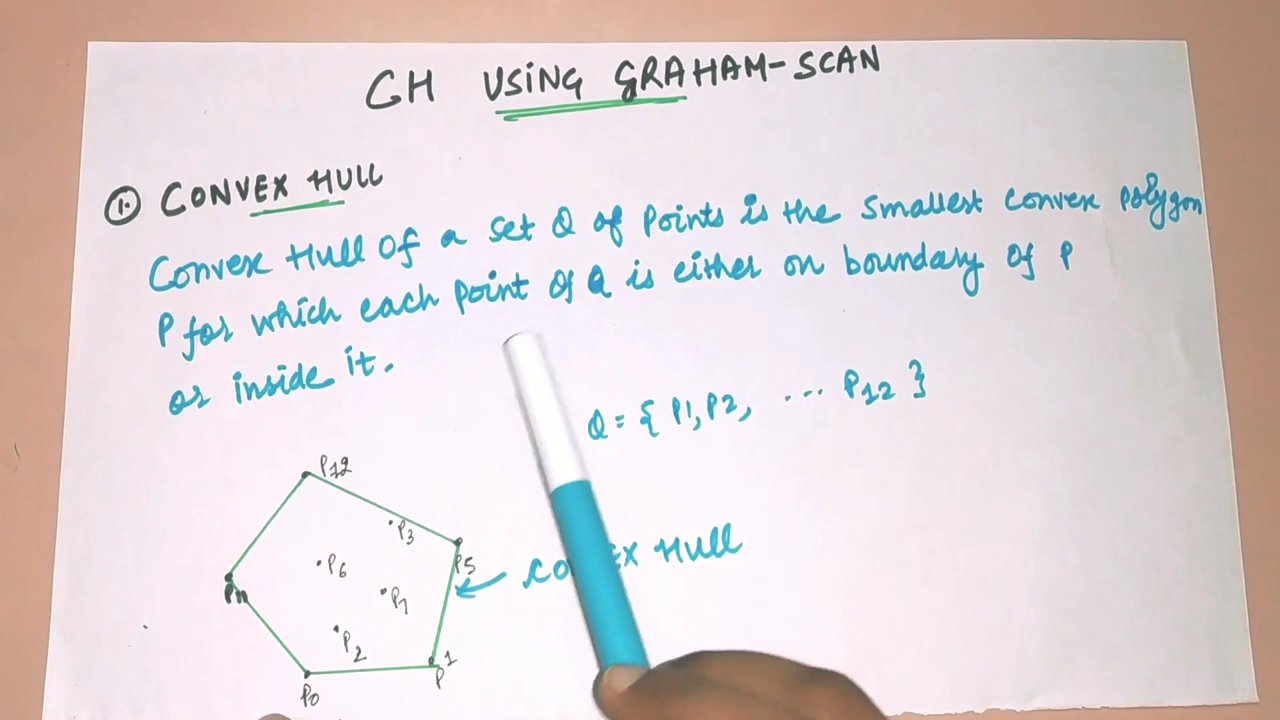 CH USING GRAHAM-SCAN
1. CONVEX HULL
Convex Hull Of a set Q of Points is the smallest convex polygon
P for which each point of Q is either on boundary of P
or inside it.
Q = { P1, P2, ... P12 }
P12
P3
P5
P6
P7
P2
P1
P0
HULL